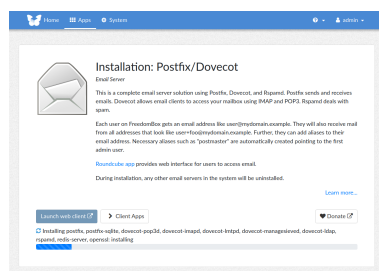 Home Apps System admin
Installation: Postfix/Dovecot
Email Server
This is a complete email server solution using Postfix, Dovecot, and Rspamd. Postfix sends and receives
emails. Dovecot allows email clients to access your mailbox using IMAP and POP3. Rspamd deals with
spam.
Each user on FreedomBox gets an email address like user@mydomain.example. They will also receive mail
from all addresses that look like user+foo@mydomain.example. Further, they can add aliases to their
email address. Necessary aliases such as "postmaster" are automatically created pointing to the first
admin user.
Roundcube app provides web interface for users to access email.
During installation, any other email servers in the system will be uninstalled.
Learn more...
Launch web client Client Apps Donate
Installing postfix, postfix-sqlite, dovecot-pop3d, dovecot-imapd, dovecot-lmtpd, dovecot-managesieved, dovecot-ldap,
rspamd, redis-server, openssl: installing